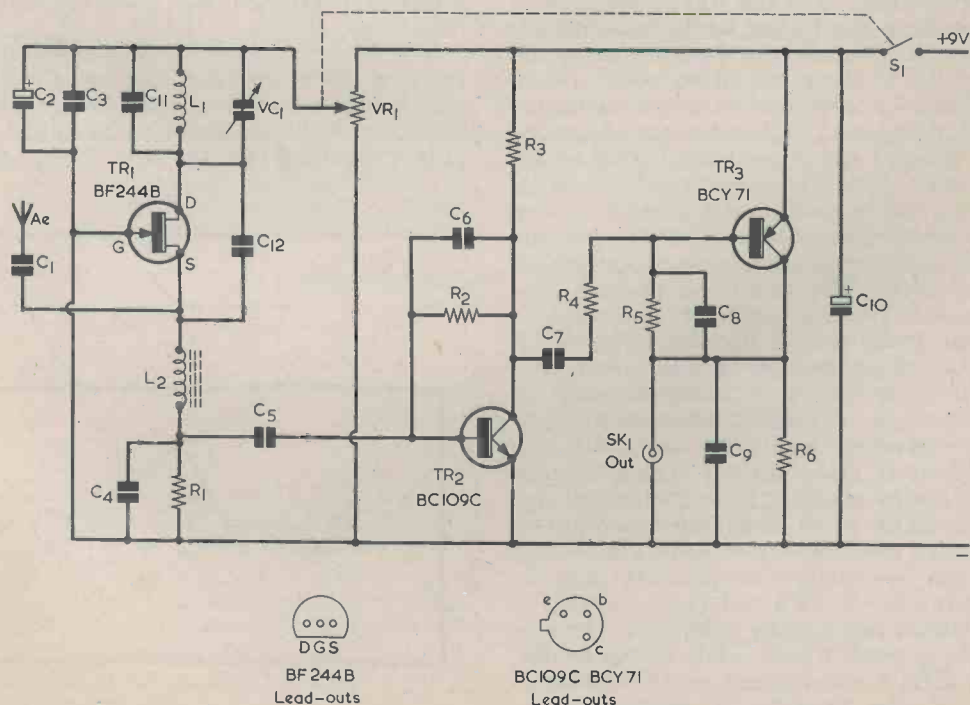 +9V
S1
C2
+
C3
C11
L1
VC1
VR1
R3
TR1
BF244B
D
G
S
Ae
C1
C12
C6
R2
TR3
BCY71
R4
R5
C8
C10
+
C7
L2
C5
SK1
Out
C9
R6
C4
R1
TR2
BC109C
–
DGS
BF244B
Lead-outs
e
b
c
BC109C BCY71
Lead-outs